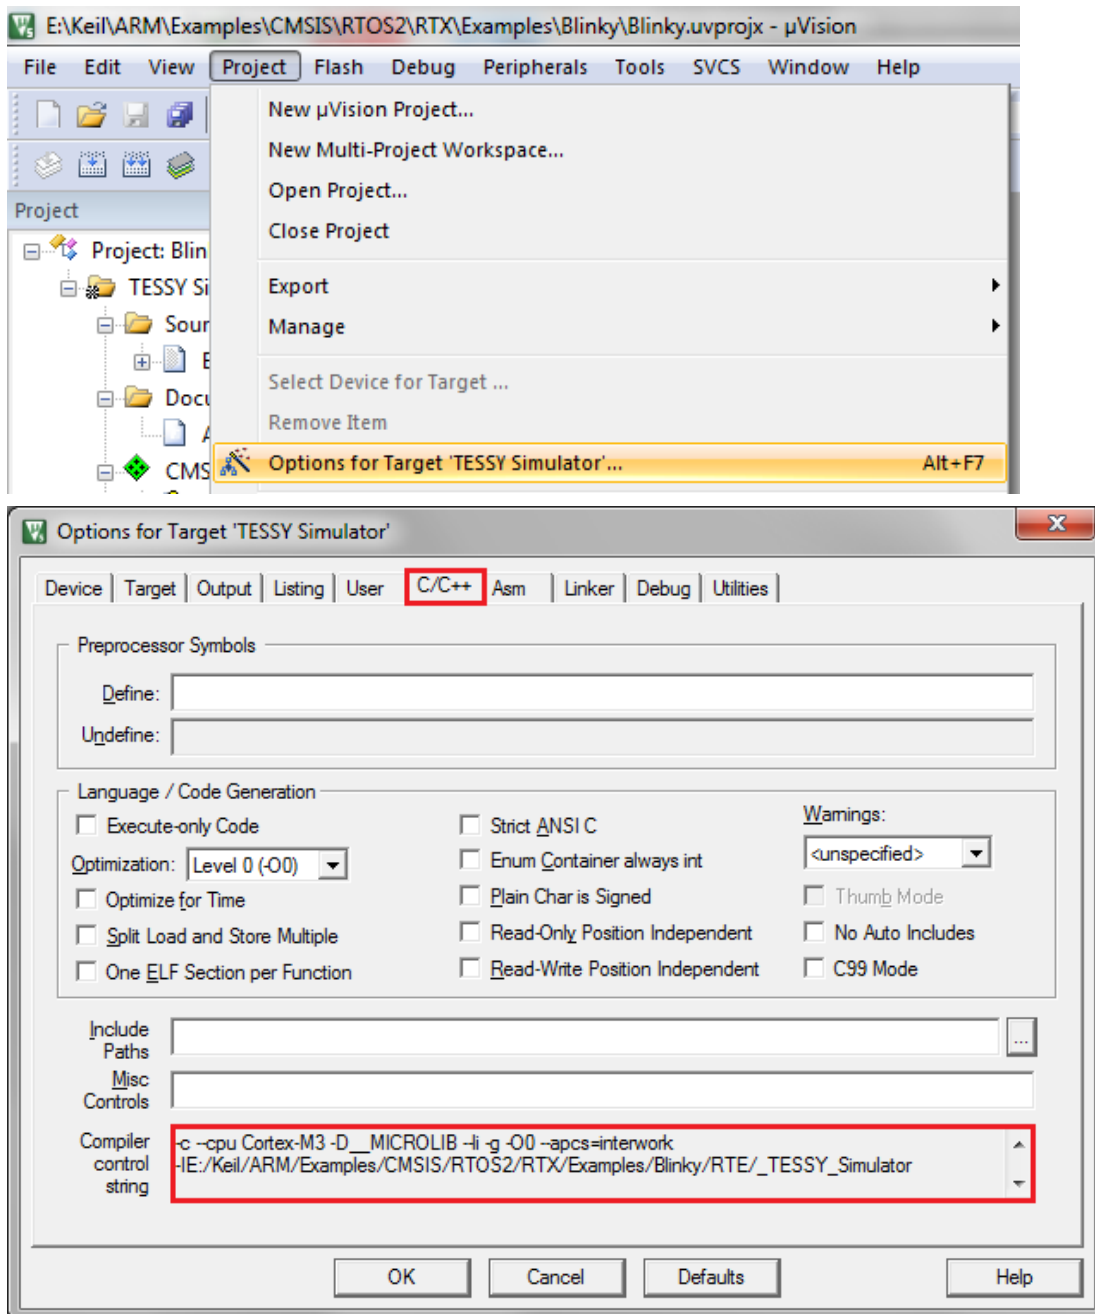 E:\Keil\ARM\Examples\CMSIS\RTOS2\RTX\Examples\Blinky\Blinky.uvprojx - µVision
File Edit View Project Flash Debug Peripherals Tools SVCS Window Help
New µVision Project...
New Multi-Project Workspace...
Open Project...
Project
Close Project
Project: Blin
TESSY Si
Export
Sour
Manage
E
Select Device for Target ...
Docu
Remove Item
A
CMS
Options for Target 'TESSY Simulator'... Alt+F7
Options for Target 'TESSY Simulator'
Device Target Output Listing User C/C++ Asm Linker Debug Utilities
Preprocessor Symbols
Define:
Undefine:
Language / Code Generation
Execute-only Code
Strict ANSI C
Warnings:
Optimization: Level 0 (-O0)
Enum Container always int
<unspecified>
Optimize for Time
Plain Char is Signed
Thumb Mode
Split Load and Store Multiple
Read-Only Position Independent
No Auto Includes
One ELF Section per Function
Read-Write Position Independent
C99 Mode
Include
Paths
...
Misc
Controls
Compiler
control
string
-c --cpu Cortex-M3 -D__MICROLIB --li -g -O0 --apcs=interwork
-IE:/Keil/ARM/Examples/CMSIS/RTOS2/RTX/Examples/Blinky/RTE/_TESSY_Simulator
OK Cancel Defaults Help